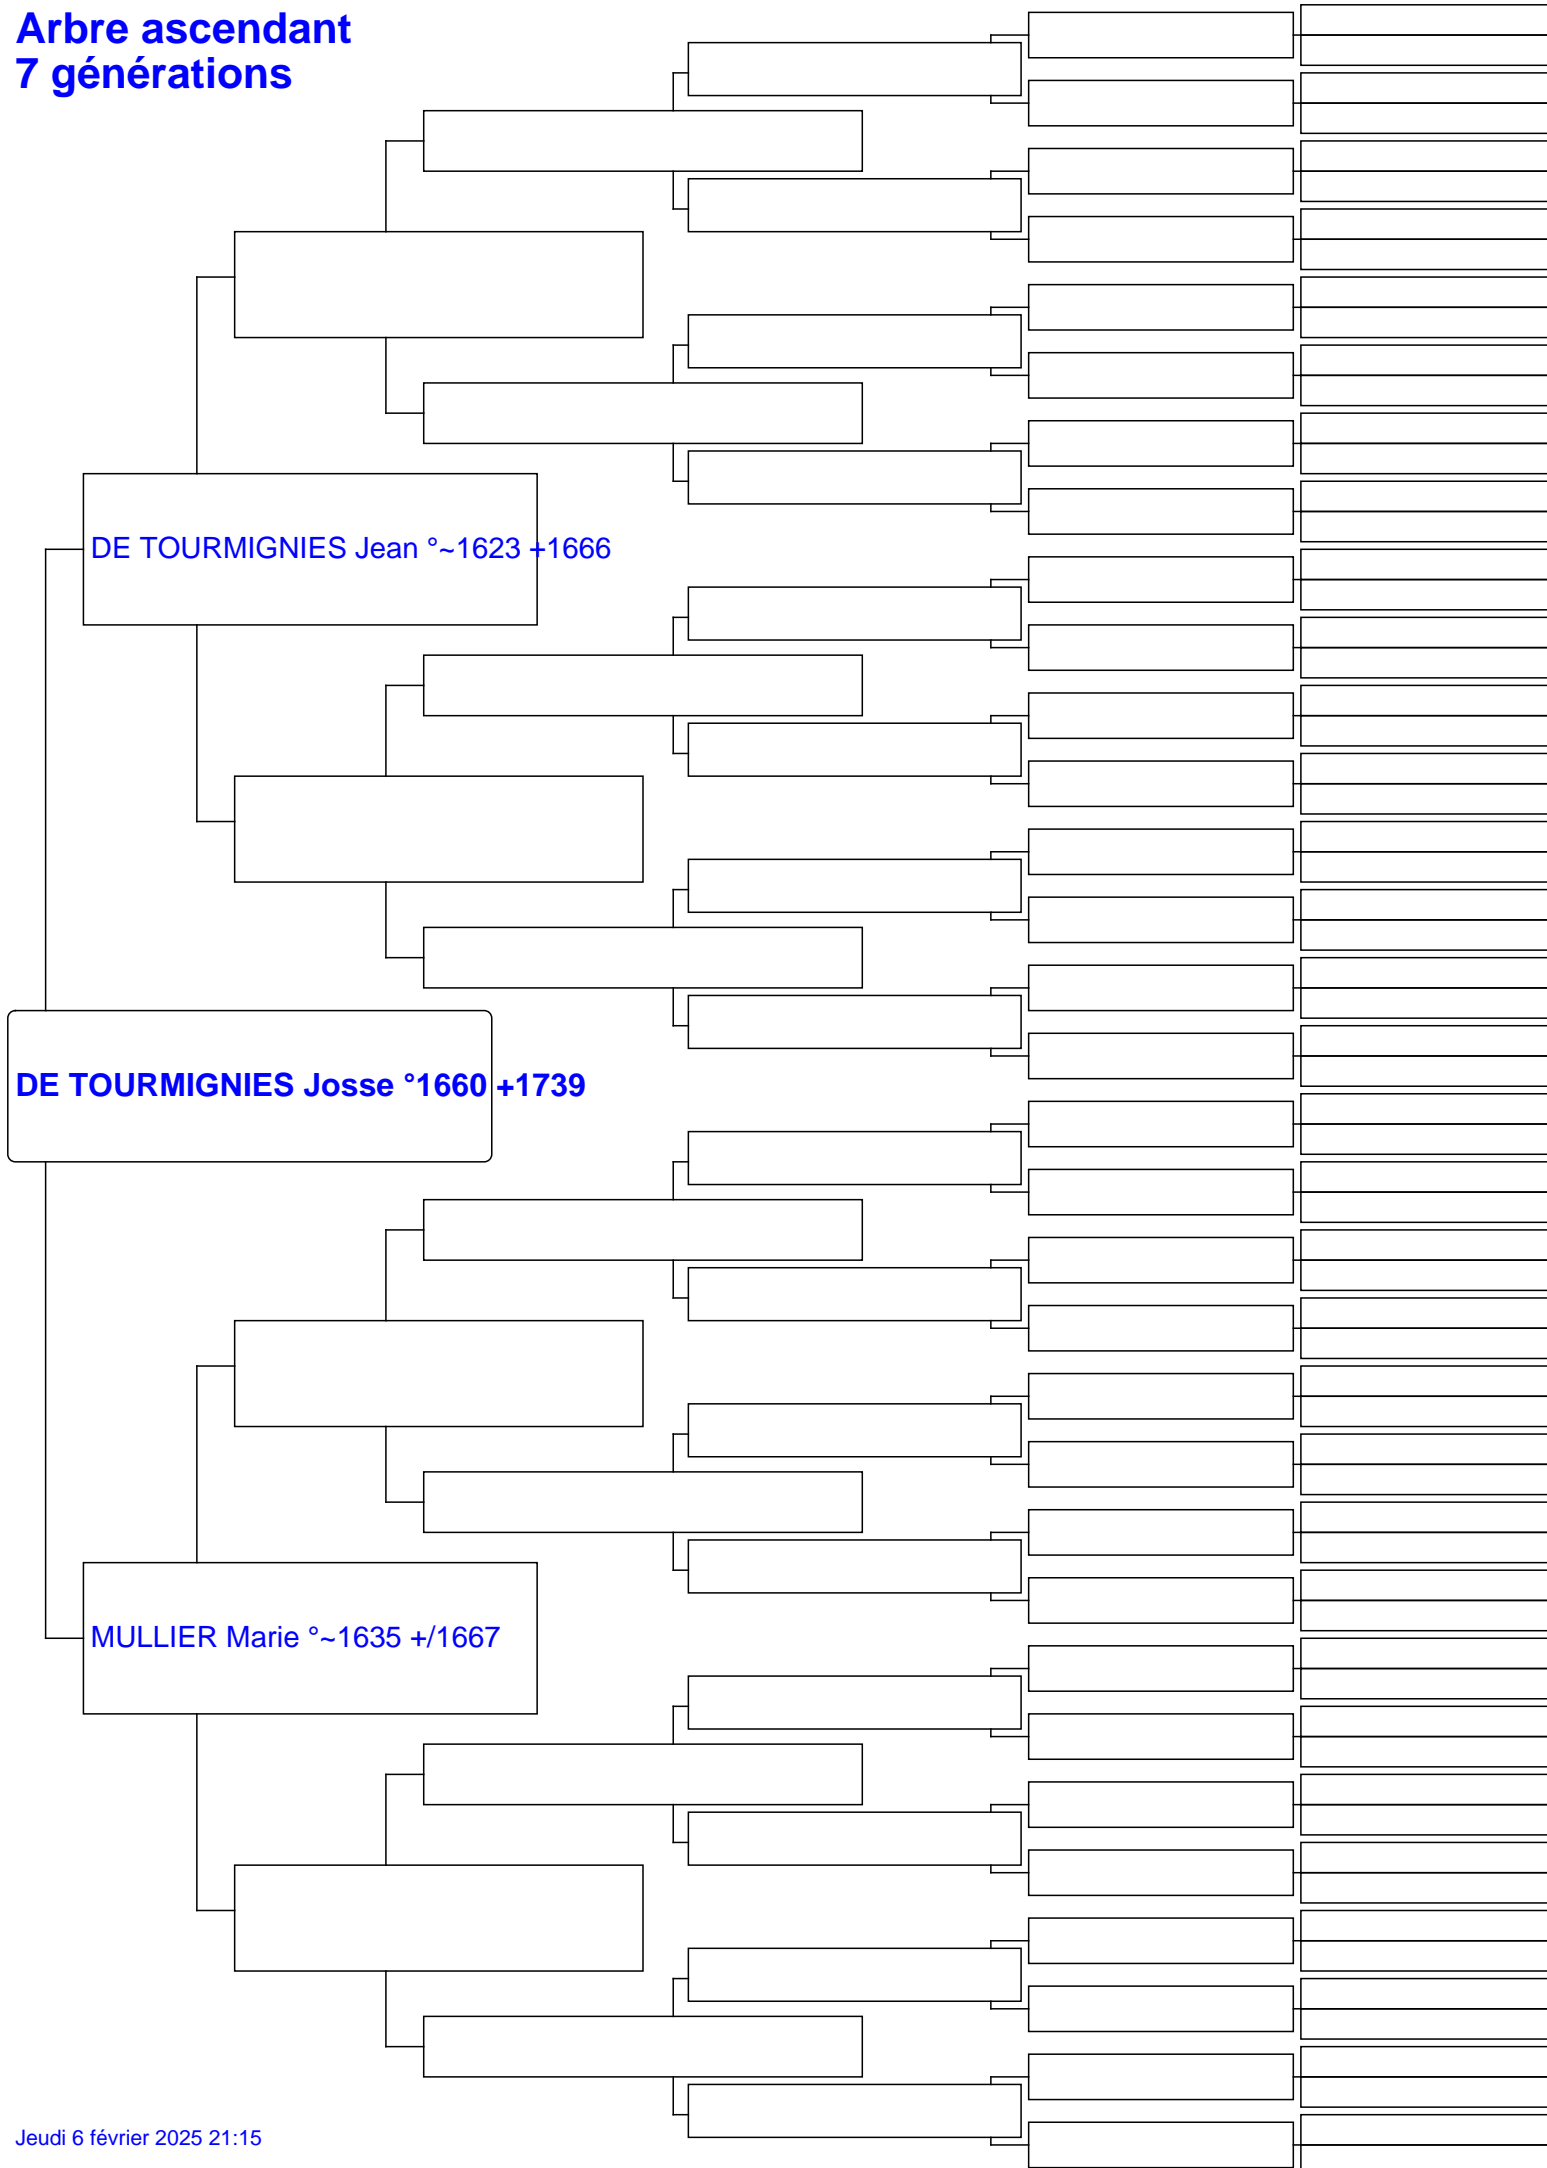 Arbre ascendant
7 générations
DE TOURMIGNIES Jean °~1623 +1666
DE TOURMIGNIES Josse °1660 +1739
MULLIER Marie °~1635 +/1667
Jeudi 6 février 2025 21:15